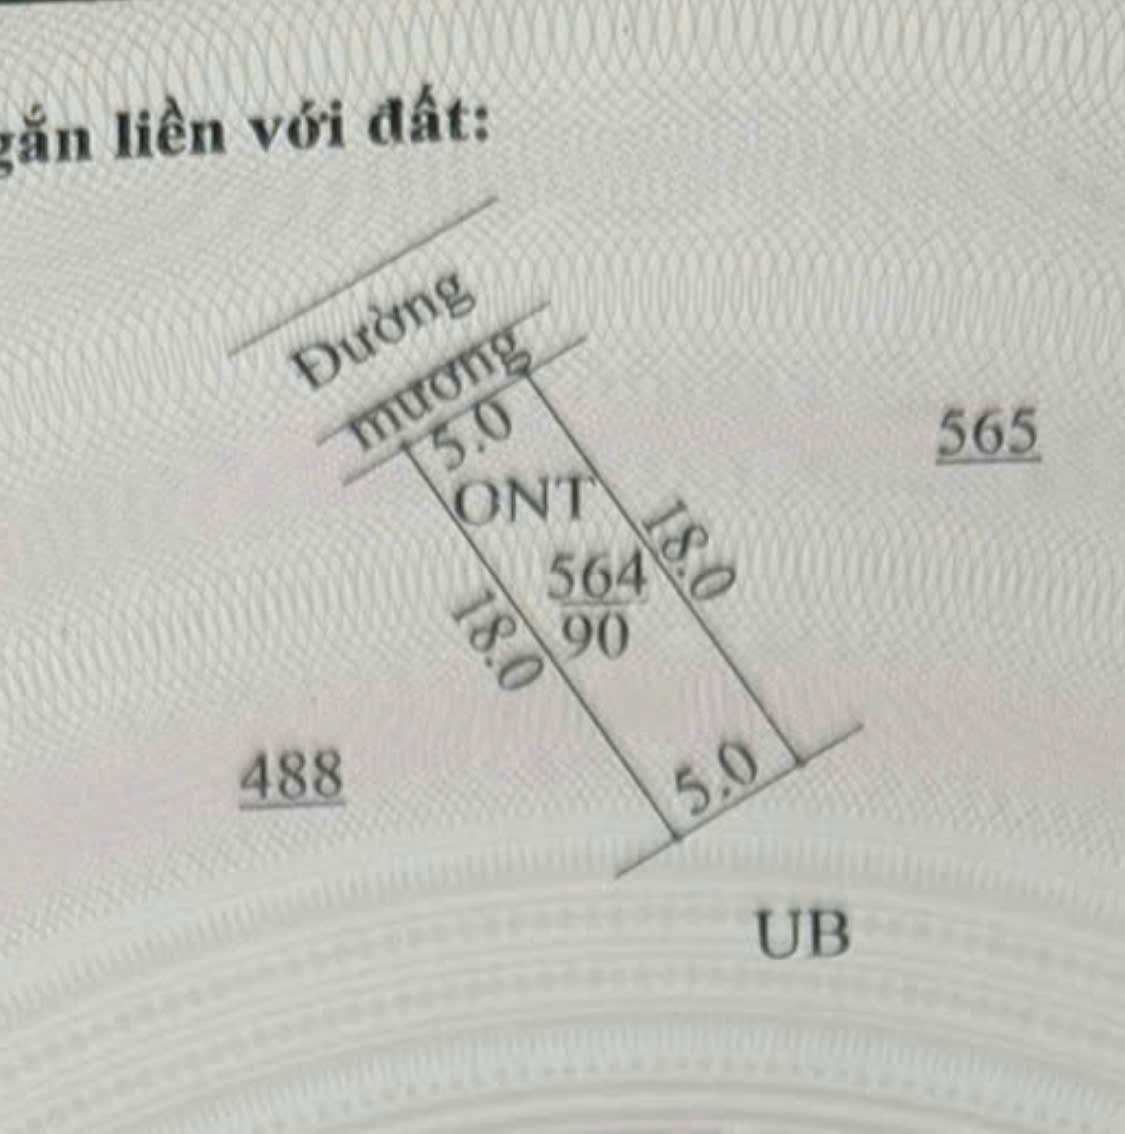 gắn liền với đất:
Đường
mương
5.0
ONT
565
18.0
564
90
18.0
488
5.0
UB